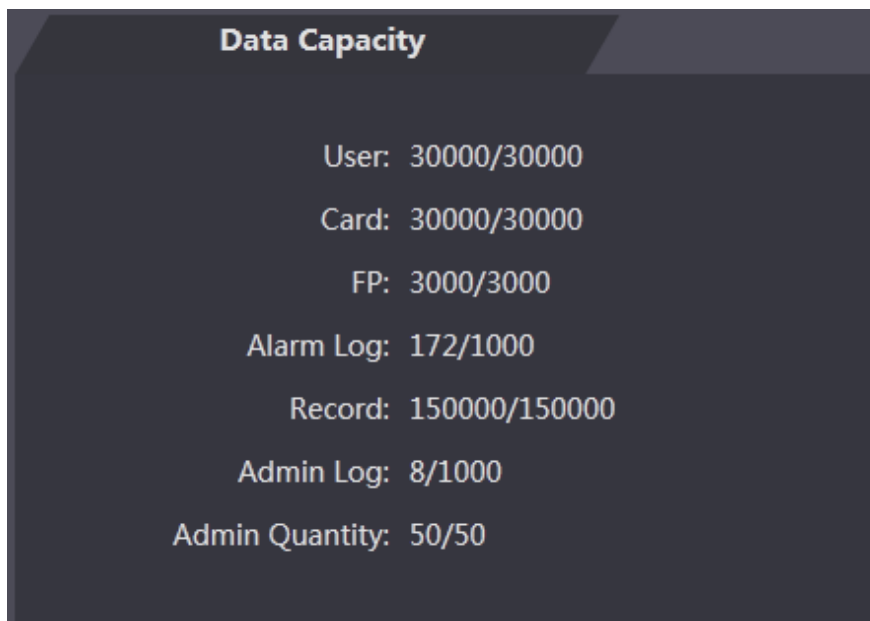 Data Capacity
User: 30000/30000
Card: 30000/30000
FP: 3000/3000
Alarm Log: 172/1000
Record: 150000/150000
Admin Log: 8/1000
Admin Quantity: 50/50